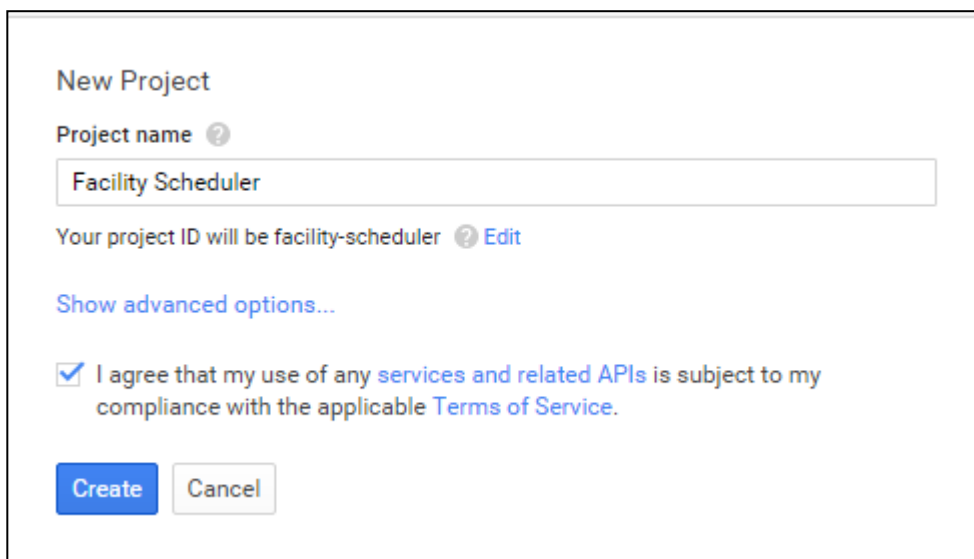 New Project
Project name ?
Facility Scheduler
Your project ID will be facility-scheduler ? Edit
Show advanced options...
I agree that my use of any services and related APIs is subject to my
compliance with the applicable Terms of Service.
Create Cancel